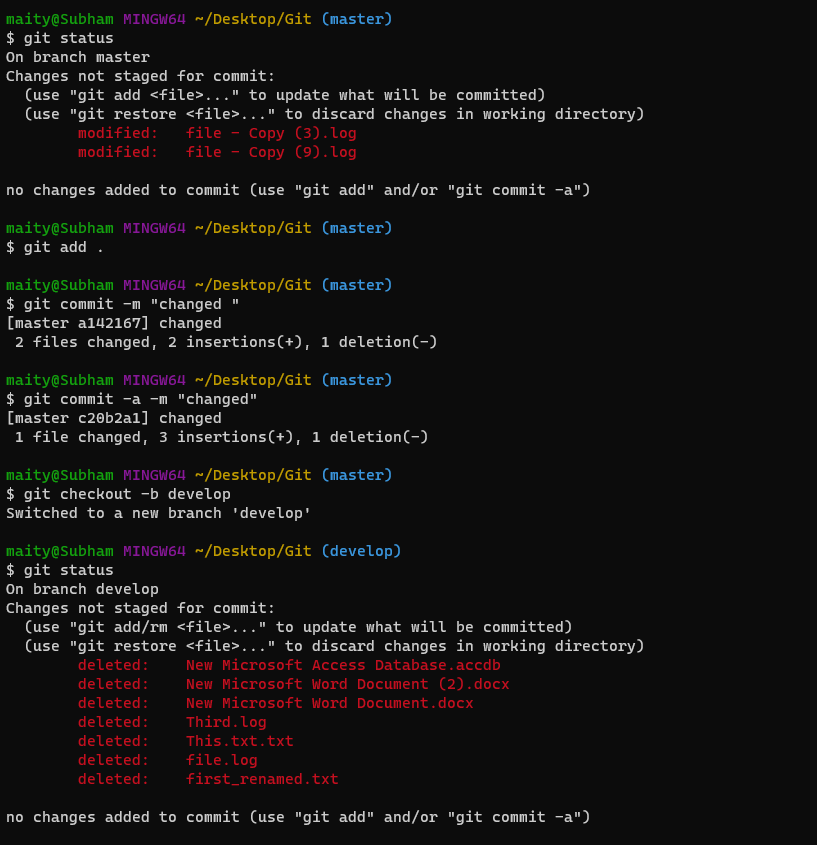 maity@Subham MINGW64 ~/Desktop/Git (master)
$ git status
On branch master
Changes not staged for commit:
  (use "git add <file>..." to update what will be committed)
  (use "git restore <file>..." to discard changes in working directory)
        modified:   file - Copy (3).log
        modified:   file - Copy (9).log

no changes added to commit (use "git add" and/or "git commit -a")

maity@Subham MINGW64 ~/Desktop/Git (master)
$ git add .

maity@Subham MINGW64 ~/Desktop/Git (master)
$ git commit -m "changed "
[master a142167] changed
 2 files changed, 2 insertions(+), 1 deletion(-)

maity@Subham MINGW64 ~/Desktop/Git (master)
$ git commit -a -m "changed"
[master c20b2a1] changed
 1 file changed, 3 insertions(+), 1 deletion(-)

maity@Subham MINGW64 ~/Desktop/Git (master)
$ git checkout -b develop
Switched to a new branch 'develop'

maity@Subham MINGW64 ~/Desktop/Git (develop)
$ git status
On branch develop
Changes not staged for commit:
  (use "git add/rm <file>..." to update what will be committed)
  (use "git restore <file>..." to discard changes in working directory)
        deleted:    New Microsoft Access Database.accdb
        deleted:    New Microsoft Word Document (2).docx
        deleted:    New Microsoft Word Document.docx
        deleted:    Third.log
        deleted:    This.txt.txt
        deleted:    file.log
        deleted:    first_renamed.txt

no changes added to commit (use "git add" and/or "git commit -a")